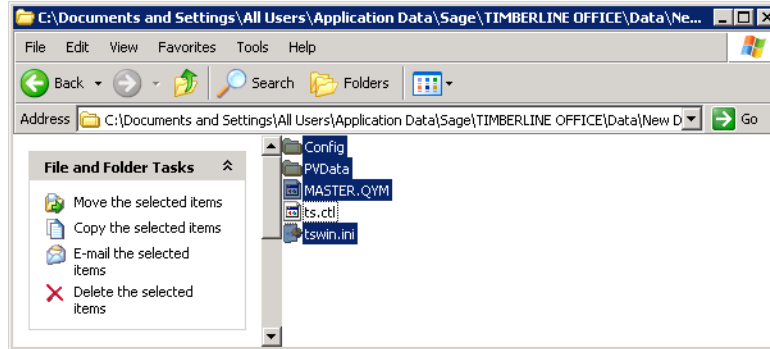 C:\Documents and Settings\All Users\Application Data\Sage\TIMBERLINE OFFICE\Data\Ne...
File Edit View Favorites Tools Help
Back Search Folders
Address C:\Documents and Settings\All Users\Application Data\Sage\TIMBERLINE OFFICE\Data\New D Go
File and Folder Tasks
Move the selected items
Copy the selected items
E-mail the selected
items
Delete the selected
items
Config
PVData
MASTER.QYM
ts.ctl
tswin.ini